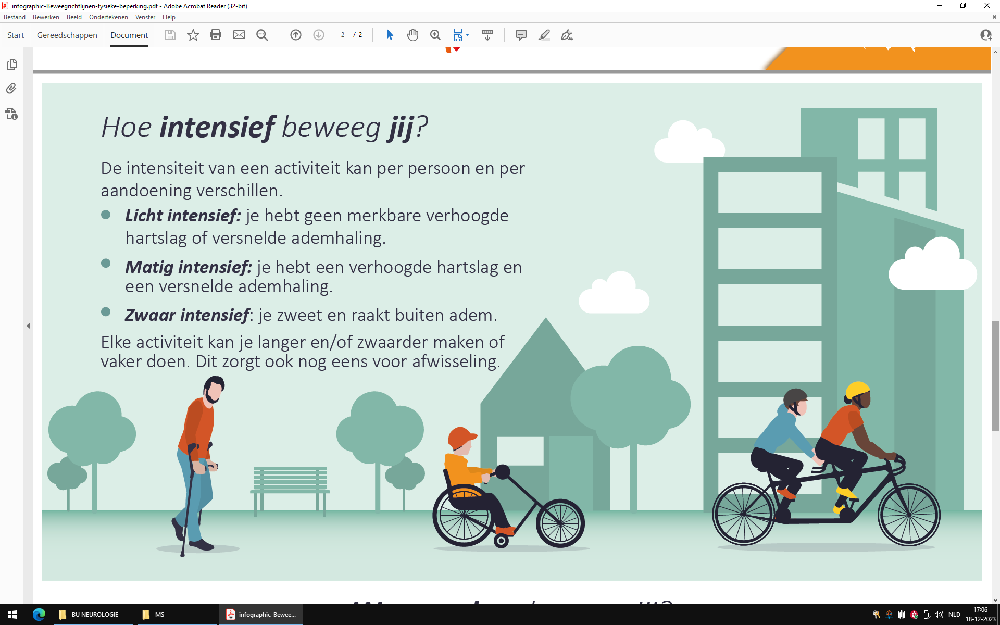 infographic-Beweegrichtlijnen-fysieke-beperking.pdf - Adobe Acrobat Reader (32-bit)
Bestand Bewerken Beeld Ondertekenen Venster Help
Start Gereedschappen Document 2 / 2
Hoe intensief beweeg jij?
De intensiteit van een activiteit kan per persoon en per
aandoening verschillen.
Licht intensief: je hebt geen merkbare verhoogde
hartslag of versnelde ademhaling.
Matig intensief: je hebt een verhoogde hartslag en
een versnelde ademhaling.
Zwaar intensief: je zweet en raakt buiten adem.
Elke activiteit kan je langer en/of zwaarder maken of
vaker doen. Dit zorgt ook nog eens voor afwisseling.
BU NEUROLOGIE MS infographic-Bewee... NLD 17:06
18-12-2023